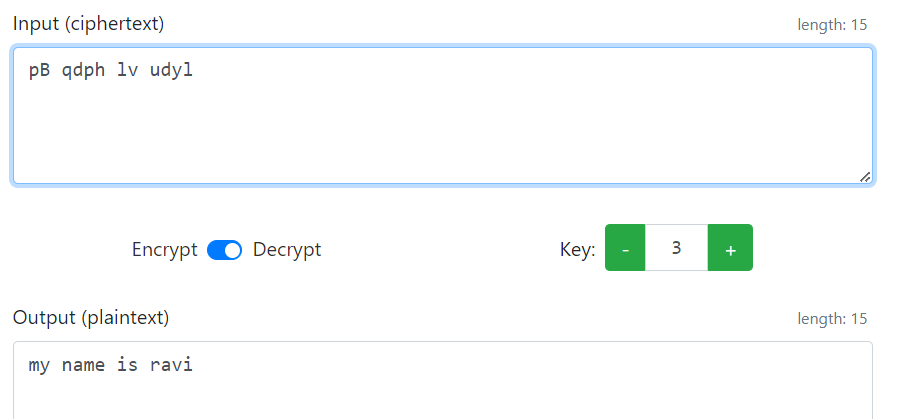 Input (ciphertext) length: 15
pB qdph lv udyl
Encrypt Decrypt Key: - 3 +
Output (plaintext) length: 15
my name is ravi